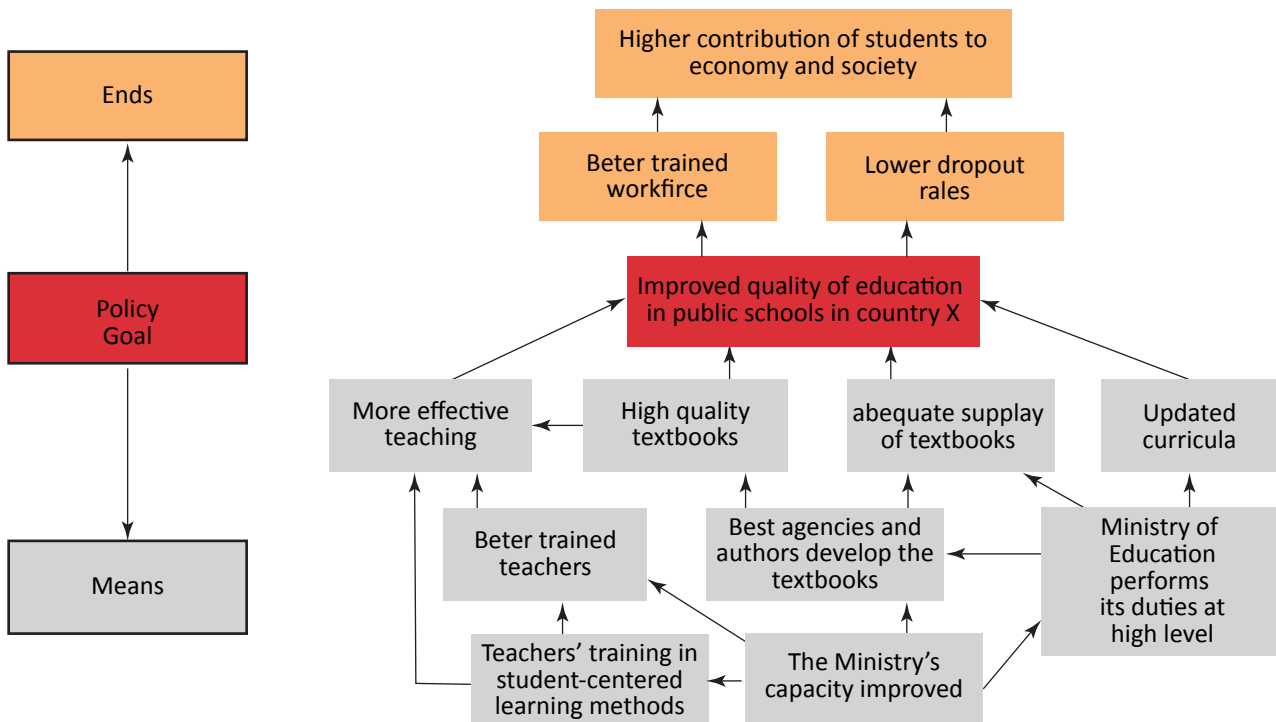 Ends
Policy
Goal
Means
Higher contribution of students to
economy and society
Beter trained
workfirce
Lower dropout
rales
Improved quality of education
in public schools in country X
More effective
teaching
High quality
textbooks
abequate supplay
of textbooks
Updated
curricula
Beter trained
teachers
Best agencies and
authors develop the
textbooks
Ministry of
Education
performs
its duties at
high level
Teachers’ training in
student-centered
learning methods
The Ministry’s
capacity improved